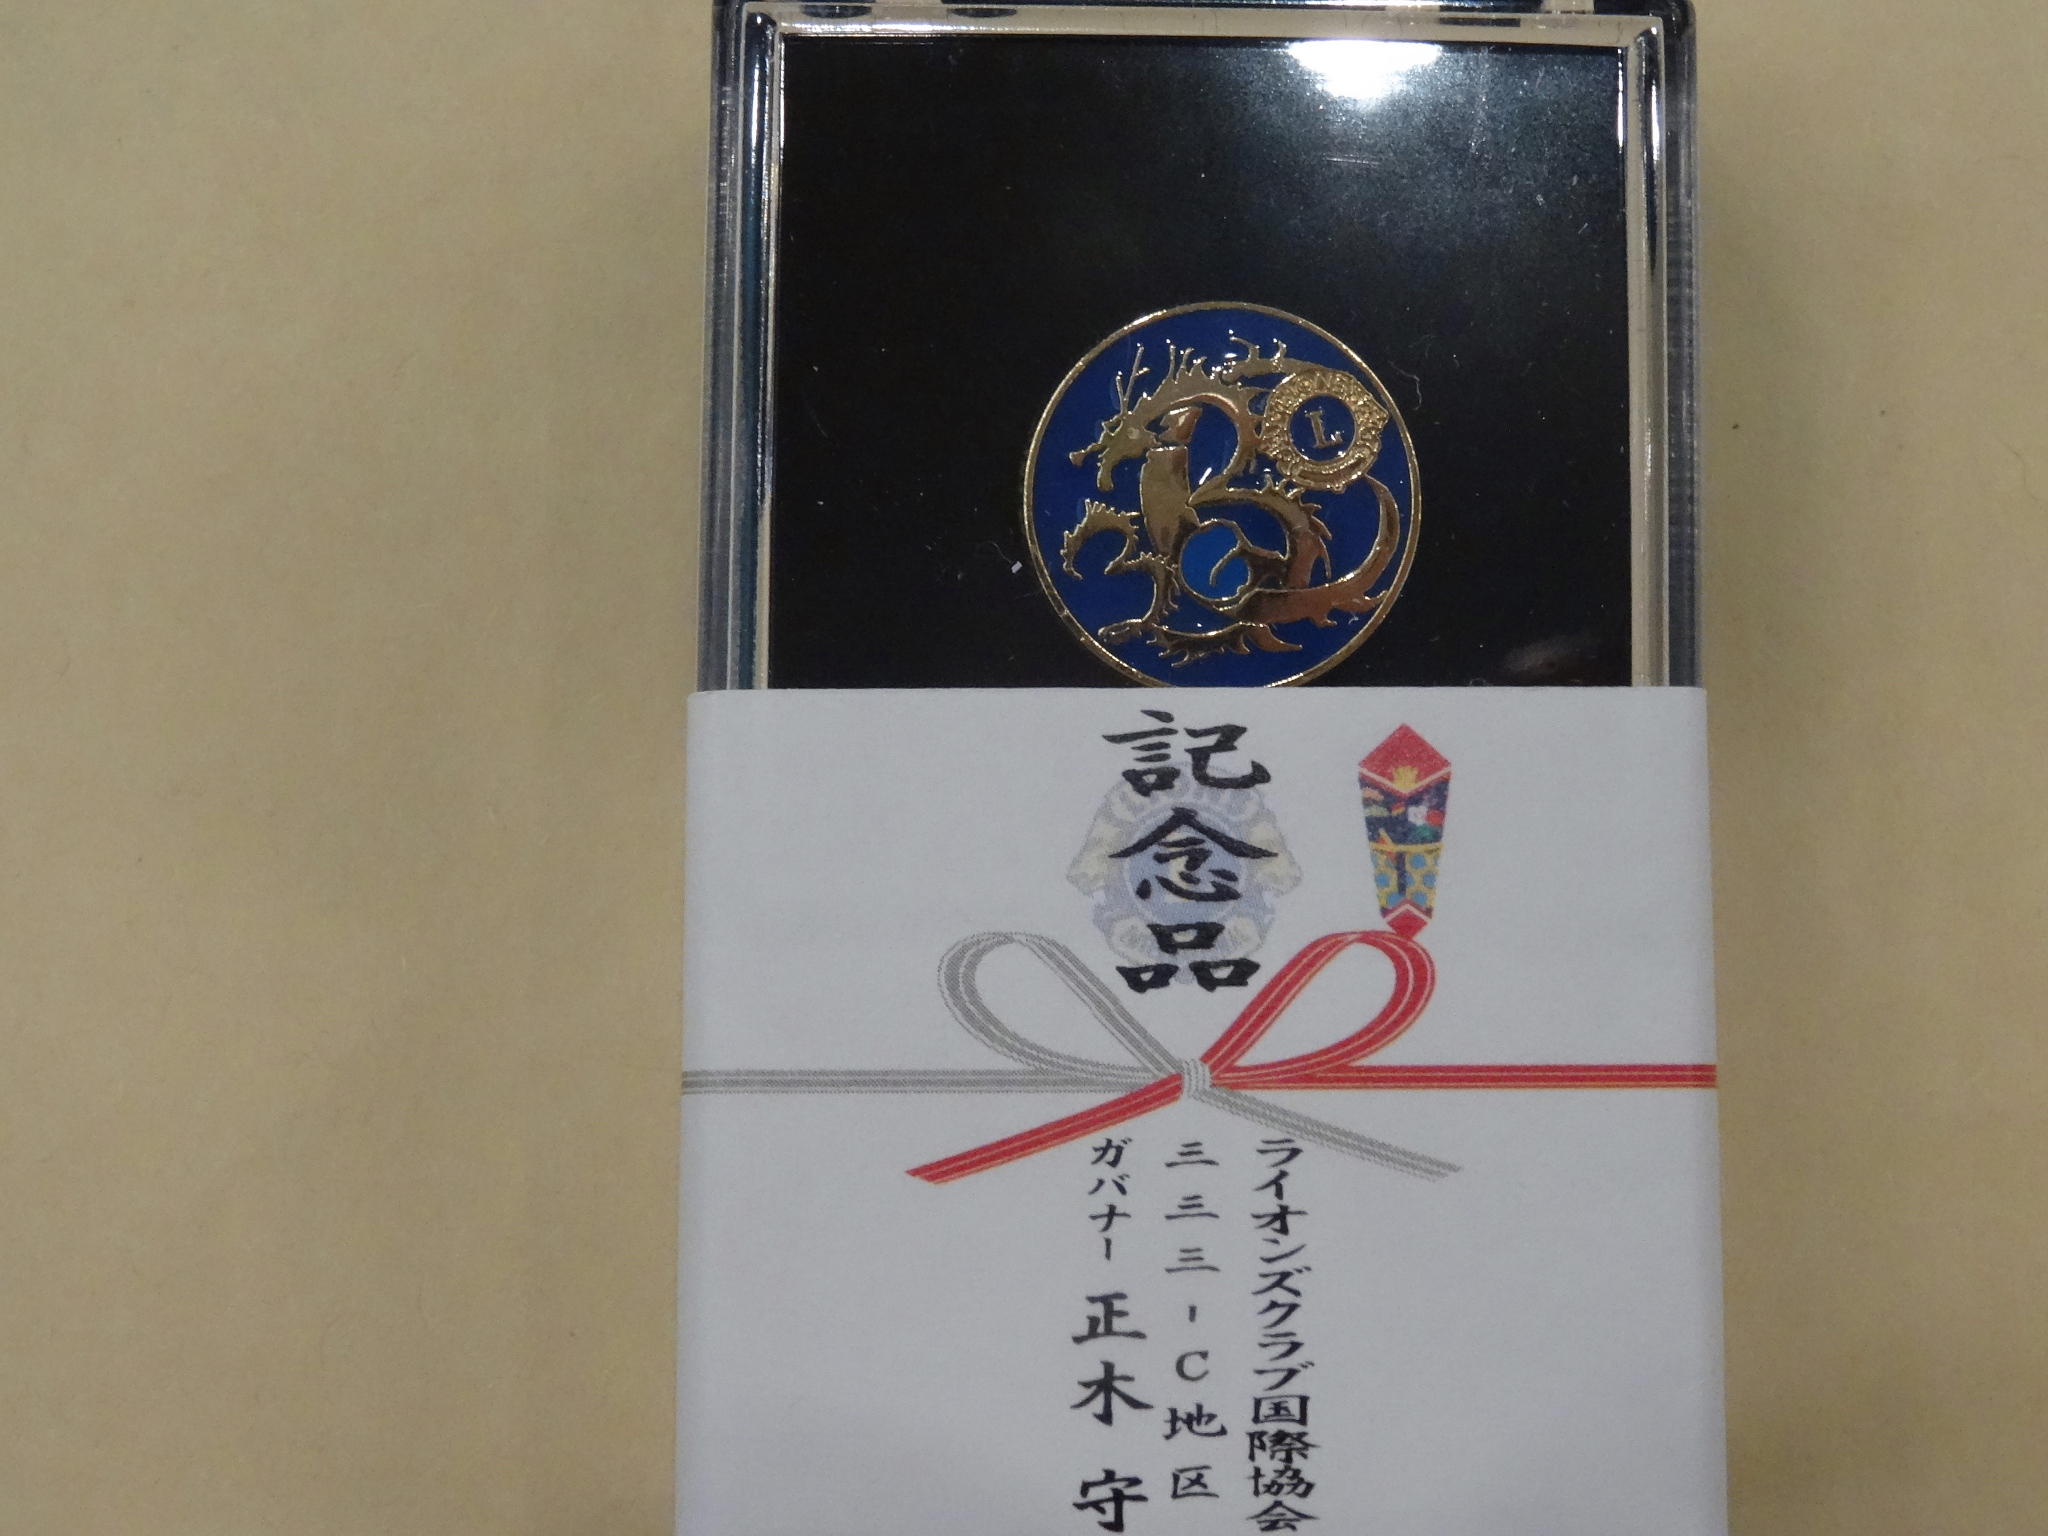 L
記念品
ライオンズクラブ国際協会
三三三-C地区
ガバナー 正木 守